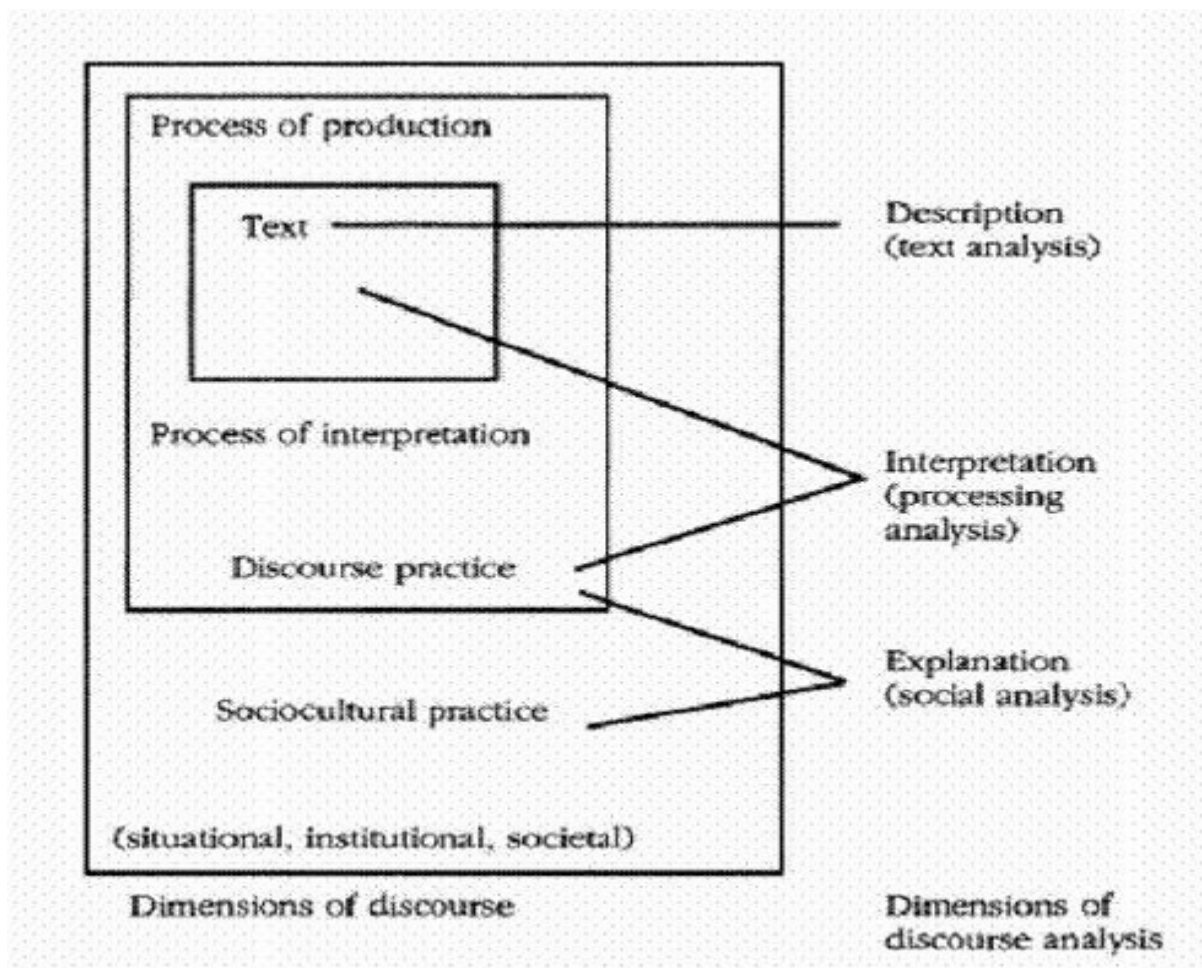 Process of production
Text
Description
(text analysis)
Process of interpretation
Interpretation
(processing
analysis)
Discourse practice
Explanation
(social analysis)
Sociocultural practice
(situational, institutional, societal)
Dimensions of discourse
Dimensions of
discourse analysis